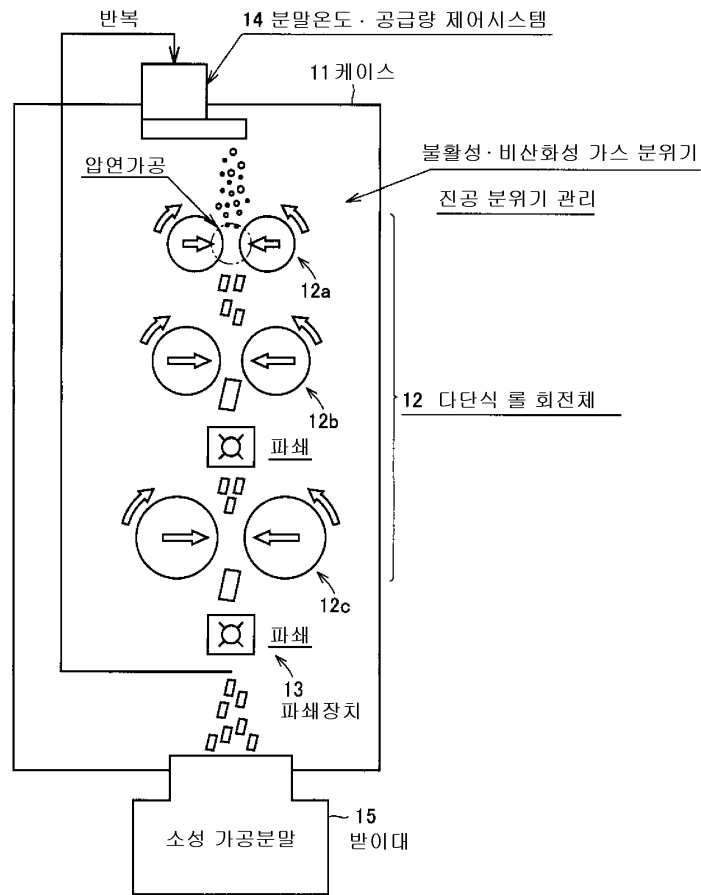 반복
14 분말온도 · 공급량 제어시스템
11 케이스
불활성 · 비산화성 가스 분위기
진공 분위기 관리
압연가공
12a
12b
12 다단식 롤 회전체
파쇄
12c
파쇄
13
파쇄장치
소성 가공분말
15
받이대